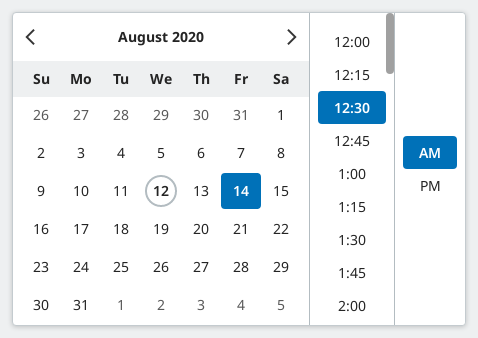 August 2020
Su Mo Tu We Th Fr Sa
26 27 28 29 30 31 1
2 3 4 5 6 7 8
9 10 11 12 13 14 15
16 17 18 19 20 21 22
23 24 25 26 27 28 29
30 31 1 2 3 4 5
12:00
12:15
12:30
12:45
1:00
1:15
1:30
1:45
2:00
AM
PM